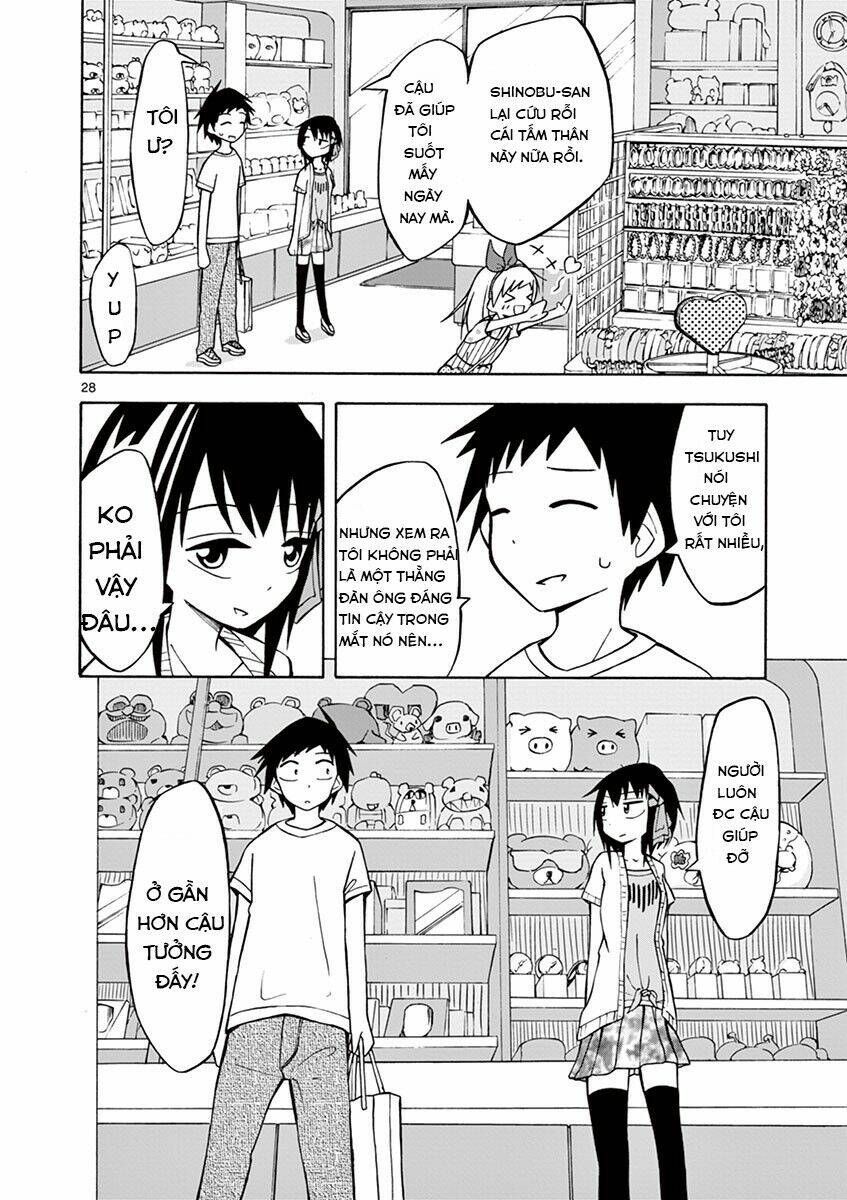 SHINOBU-SAN
LẠI CỨU RỖI
CÁI TẤM THÂN
NÀY NỮA RỒI.
CẬU
ĐÃ GIÚP
TÔI
SUỐT
MẤY
NGÀY
NAY MÀ.
TÔI
Ư?
YUP
28
TUY
TSUKUSHI
NÓI
CHUYỆN
VỚI TÔI
RẤT NHIỀU,
NHƯNG XEM RA
TÔI KHÔNG PHẢI
LÀ MỘT THẰNG
ĐÀN ÔNG ĐÁNG
TIN CẬY TRONG
MẮT NÓ NÊN...
KO
PHẢI
VẬY
ĐÂU...
NGƯỜI
LUÔN
ĐC CẬU
GIÚP
ĐỠ
Ở GẦN
HƠN CẬU
TƯỞNG
ĐẤY!